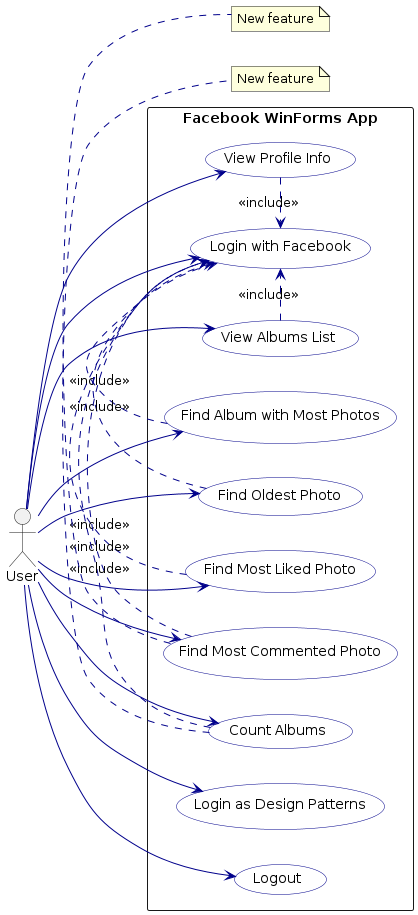 New feature
New feature
Facebook WinForms App
View Profile Info
«include»
Login with Facebook
«include»
View Albums List
«include»
Find Album with Most Photos
«include»
Find Oldest Photo
«include»
«include»
Find Most Liked Photo
«include»
User
Find Most Commented Photo
Count Albums
Login as Design Patterns
Logout